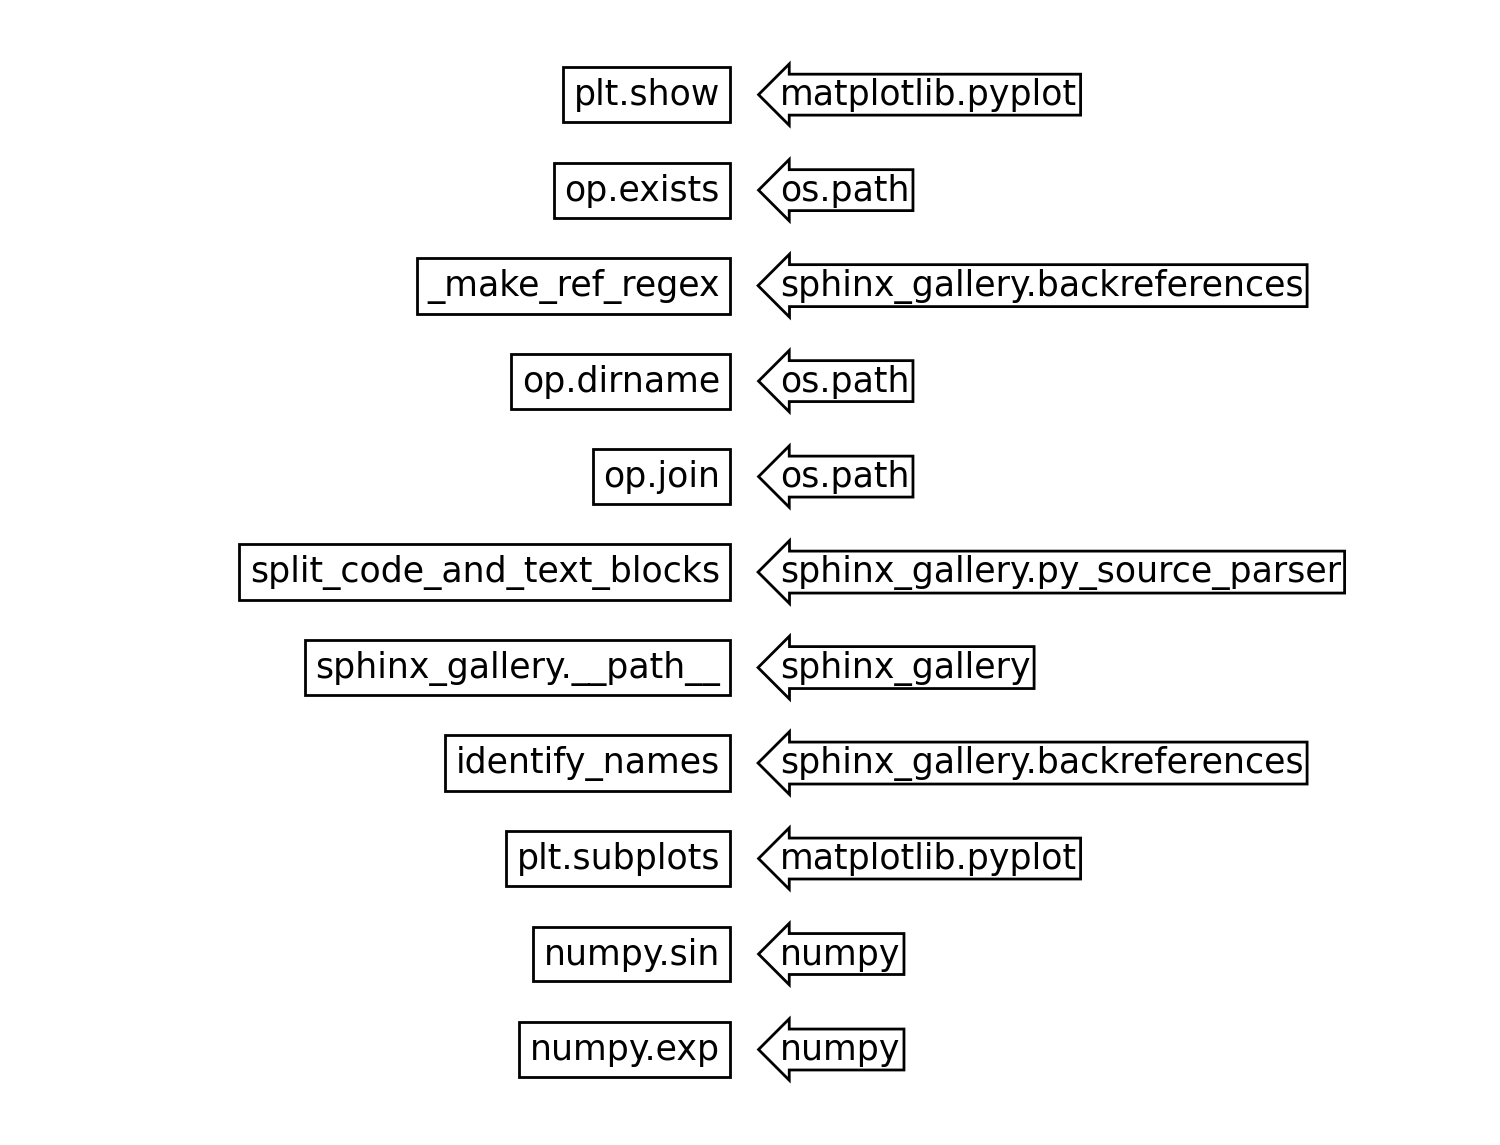 plt.show matplotlib.pyplot
op.exists os.path
_make_ref_regex sphinx_gallery.backreferences
op.dirname os.path
op.join os.path
split_code_and_text_blocks sphinx_gallery.py_source_parser
sphinx_gallery.__path__ sphinx_gallery
identify_names sphinx_gallery.backreferences
plt.subplots matplotlib.pyplot
numpy.sin numpy
numpy.exp numpy